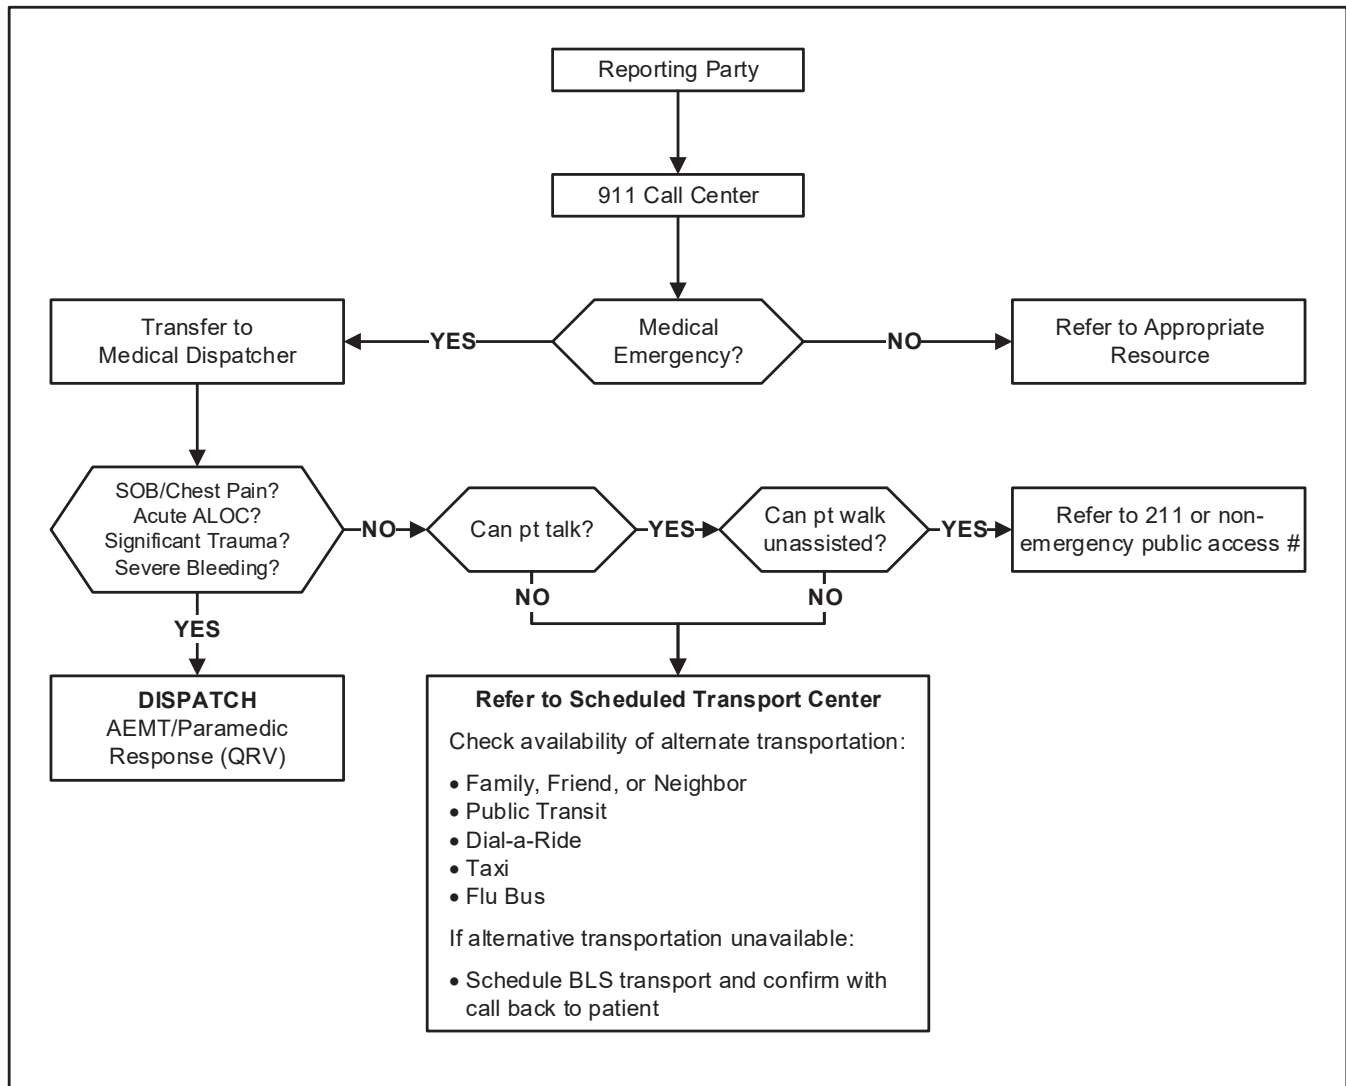 Reporting Party
911 Call Center
Medical
Emergency?
YES
Transfer to
Medical Dispatcher
NO
Refer to Appropriate
Resource
SOB/Chest Pain?
Acute ALOC?
Significant Trauma?
Severe Bleeding?
NO
Can pt talk?
YES
Can pt walk
unassisted?
YES
Refer to 211 or non-
emergency public access #
NO
NO
YES
DISPATCH
AEMT/Paramedic
Response (QRV)
Refer to Scheduled Transport Center
Check availability of alternate transportation:
• Family, Friend, or Neighbor
• Public Transit
• Dial-a-Ride
• Taxi
• Flu Bus
If alternative transportation unavailable:
• Schedule BLS transport and confirm with
call back to patient